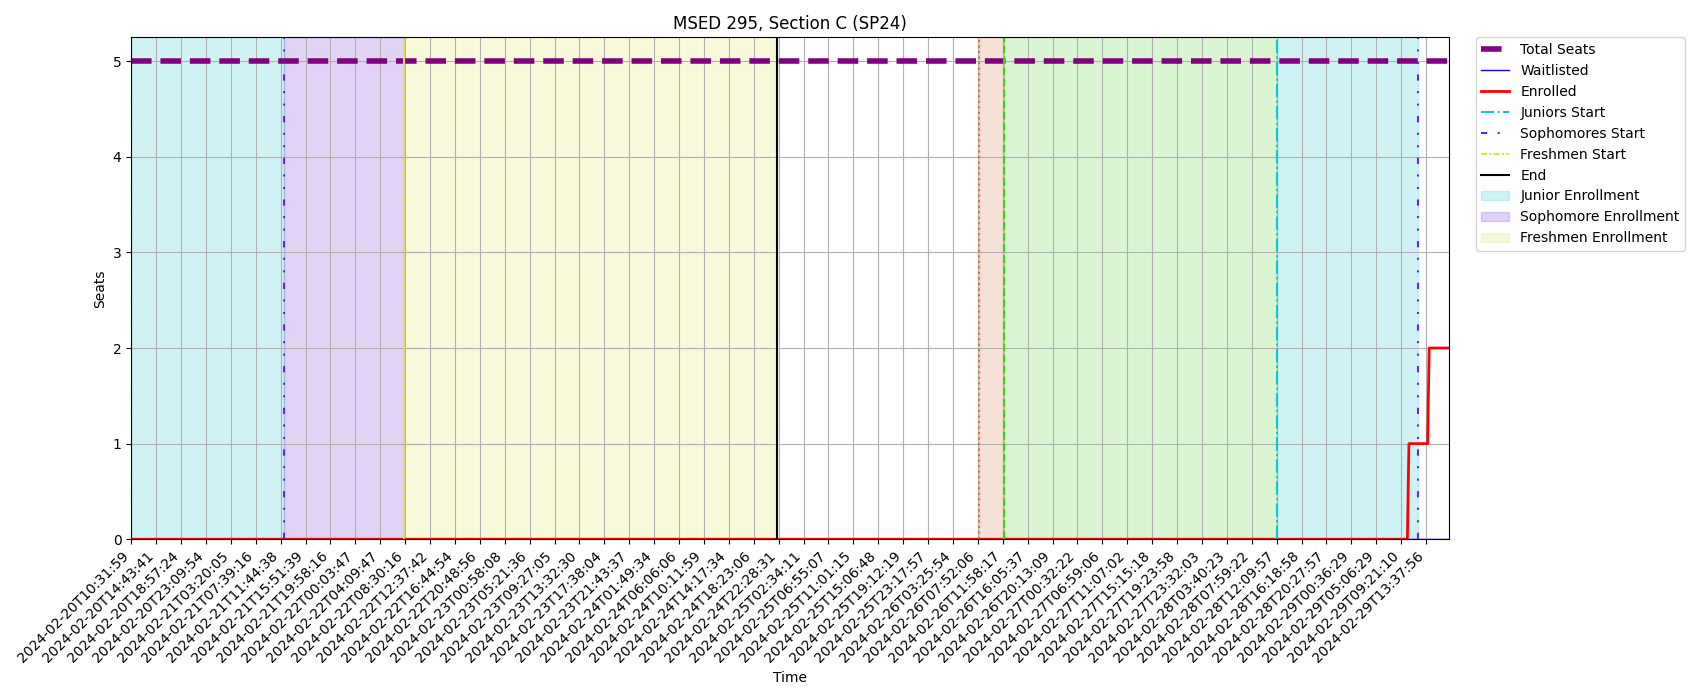 MSED 295, Section C (SP24)
Seats
5
4
3
2
1
0
2024-02-20T10:31:59
2024-02-20T14:43:41
2024-02-20T18:57:24
2024-02-20T23:09:54
2024-02-21T03:20:05
2024-02-21T07:39:16
2024-02-21T11:44:38
2024-02-21T15:51:39
2024-02-21T19:58:16
2024-02-22T00:03:47
2024-02-22T04:09:47
2024-02-22T08:30:16
2024-02-22T12:37:42
2024-02-22T16:44:54
2024-02-22T20:48:56
2024-02-23T00:58:08
2024-02-23T05:21:36
2024-02-23T09:27:05
2024-02-23T13:32:30
2024-02-23T17:38:04
2024-02-23T21:43:37
2024-02-24T01:49:34
2024-02-24T06:06:06
2024-02-24T10:11:59
2024-02-24T14:17:34
2024-02-24T18:23:06
2024-02-24T22:28:31
2024-02-25T02:34:11
2024-02-25T06:55:07
2024-02-25T11:01:15
2024-02-25T15:06:48
2024-02-25T19:12:19
2024-02-25T23:17:57
2024-02-26T03:25:54
2024-02-26T07:52:06
2024-02-26T11:58:17
2024-02-26T16:05:37
2024-02-26T20:13:09
2024-02-27T00:32:22
2024-02-27T06:59:06
2024-02-27T11:07:02
2024-02-27T15:15:18
2024-02-27T19:23:58
2024-02-27T23:32:03
2024-02-28T03:40:23
2024-02-28T07:59:22
2024-02-28T12:09:57
2024-02-28T16:18:58
2024-02-28T20:27:57
2024-02-29T00:36:29
2024-02-29T05:06:29
2024-02-29T09:21:10
2024-02-29T13:37:56
Time
Total Seats
Waitlisted
Enrolled
Juniors Start
Sophomores Start
Freshmen Start
End
Junior Enrollment
Sophomore Enrollment
Freshmen Enrollment